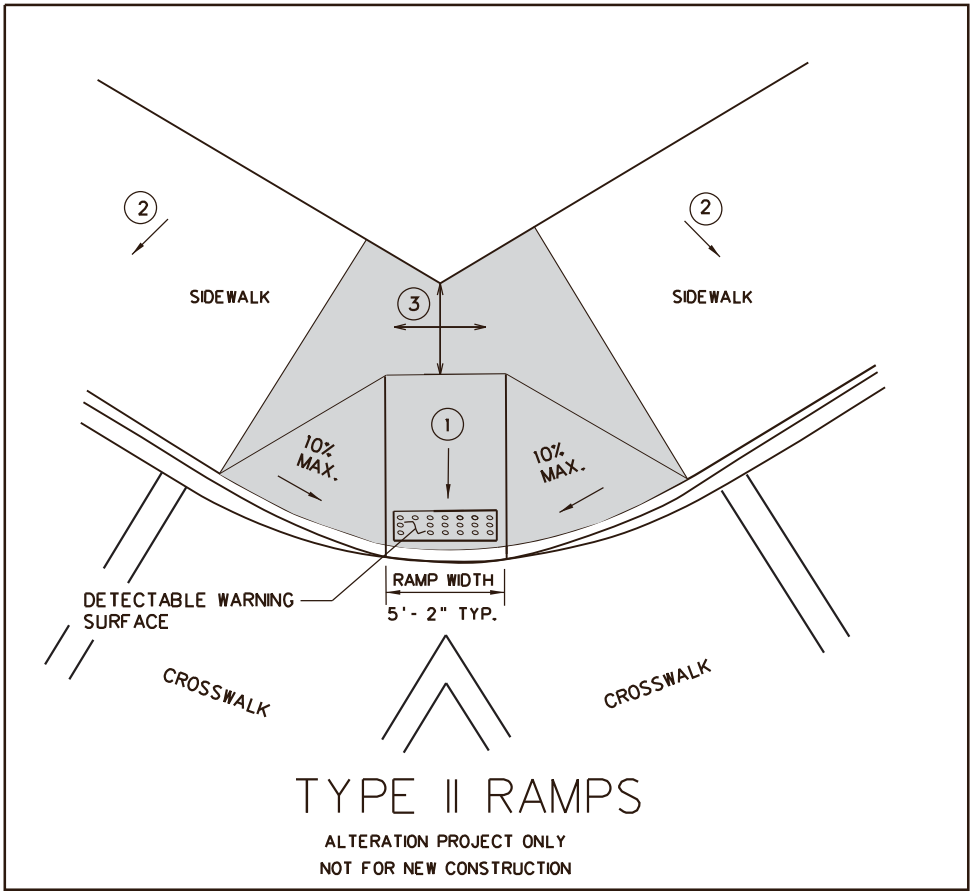 2
2
SIDEWALK
SIDEWALK
3
1
10%
MAX.
10%
MAX.
RAMP WIDTH
5'-2" TYP.
DETECTABLE WARNING
SURFACE
CROSSWALK
CROSSWALK
TYPE II RAMPS
ALTERATION PROJECT ONLY
NOT FOR NEW CONSTRUCTION